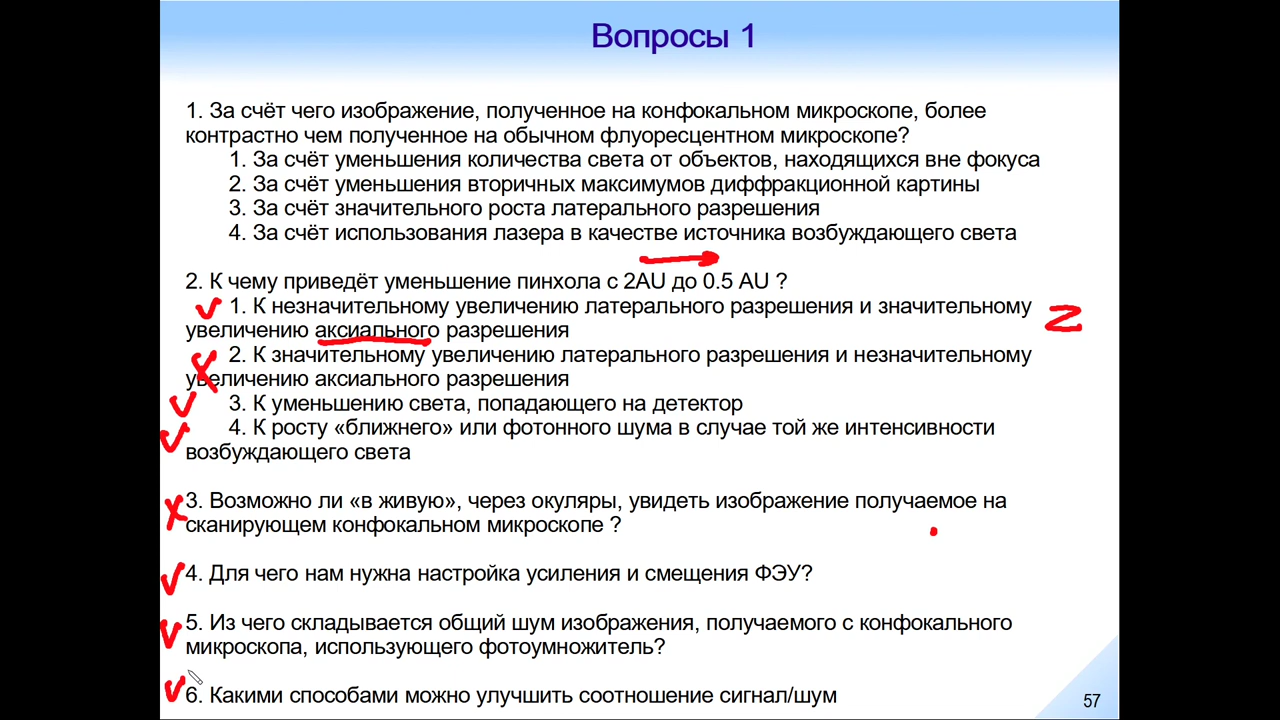 Вопросы 1
1. За счёт чего изображение, полученное на конфокальном микроскопе, более
контрастно чем полученное на обычном флуоресцентном микроскопе?
1. За счёт уменьшения количества света от объектов, находящихся вне фокуса
2. За счёт уменьшения вторичных максимумов диффракционной картины
3. За счёт значительного роста латерального разрешения
4. За счёт использования лазера в качестве источника возбуждающего света
2. К чему приведёт уменьшение пинхола с 2AU до 0.5 AU ?
1. К незначительному увеличению латерального разрешения и значительному
увеличению аксиального разрешения
Z
2. К значительному увеличению латерального разрешения и незначительному
увеличению аксиального разрешения
3. К уменьшению света, попадающего на детектор
4. К росту «ближнего» или фотонного шума в случае той же интенсивности
возбуждающего света
3. Возможно ли «в живую», через окуляры, увидеть изображение получаемое на
сканирующем конфокальном микроскопе ?
4. Для чего нам нужна настройка усиления и смещения ФЭУ?
5. Из чего складывается общий шум изображения, получаемого с конфокального
микроскопа, использующего фотоумножитель?
6. Какими способами можно улучшить соотношение сигнал/шум
57